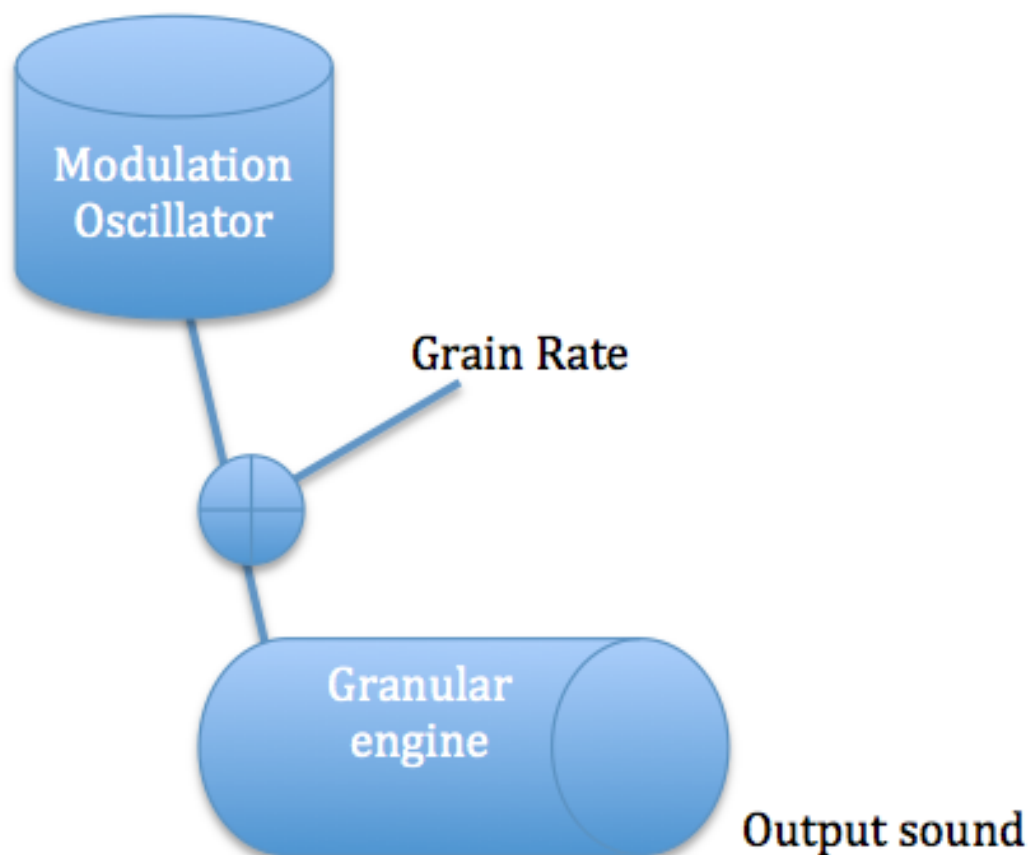 Modulation
Oscillator
Grain Rate
Granular
engine
Output sound